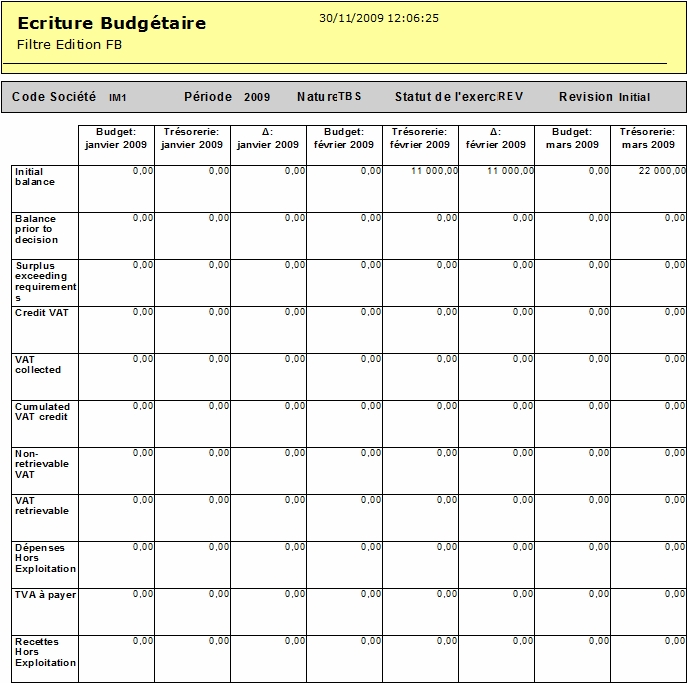 Ecriture Budgétaire 30/11/2009 12:06:25
Filtre Edition FB
Code Société IM1 Période 2009 Nature TBS Statut de l'exerc REV Revision Initial
Budget: Trésorerie: Δ: Budget: Trésorerie: Δ: Budget: Trésorerie:
janvier 2009 janvier 2009 janvier 2009 février 2009 février 2009 février 2009 mars 2009 mars 2009
Initial 0,00 0,00 0,00 0,00 11 000,00 11 000,00 0,00 22 000,00
balance
Balance 0,00 0,00 0,00 0,00 0,00 0,00 0,00 0,00
prior to
decision
Surplus 0,00 0,00 0,00 0,00 0,00 0,00 0,00 0,00
exceeding
requirement
s
Credit VAT 0,00 0,00 0,00 0,00 0,00 0,00 0,00 0,00
VAT 0,00 0,00 0,00 0,00 0,00 0,00 0,00 0,00
collected
Cumulated 0,00 0,00 0,00 0,00 0,00 0,00 0,00 0,00
VAT credit
Non- 0,00 0,00 0,00 0,00 0,00 0,00 0,00 0,00
retrievable
VAT
VAT 0,00 0,00 0,00 0,00 0,00 0,00 0,00 0,00
retrievable
Dépenses 0,00 0,00 0,00 0,00 0,00 0,00 0,00 0,00
Hors
Exploitation
TVA à payer 0,00 0,00 0,00 0,00 0,00 0,00 0,00 0,00
Recettes 0,00 0,00 0,00 0,00 0,00 0,00 0,00 0,00
Hors
Exploitation